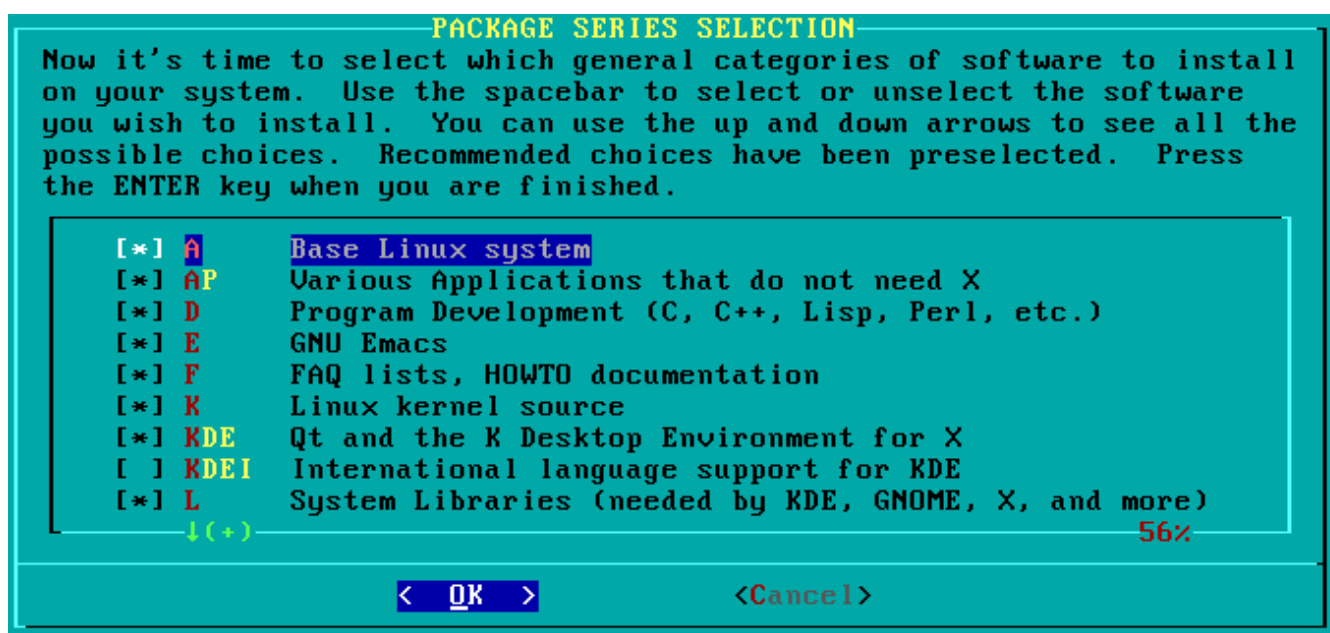 PACKAGE SERIES SELECTION
Now it's time to select which general categories of software to install
on your system.  Use the spacebar to select or unselect the software
you wish to install.  You can use the up and down arrows to see all the
possible choices.  Recommended choices have been preselected.  Press
the ENTER key when you are finished.
[*] A Base Linux system
[*] AP Various Applications that do not need X
[*] D Program Development (C, C++, Lisp, Perl, etc.)
[*] E GNU Emacs
[*] F FAQ lists, HOWTO documentation
[*] K Linux kernel source
[*] KDE Qt and the K Desktop Environment for X
[ ] KDEI International language support for KDE
[*] L System Libraries (needed by KDE, GNOME, X, and more)
↓(+) 56%
< OK > <Cancel>